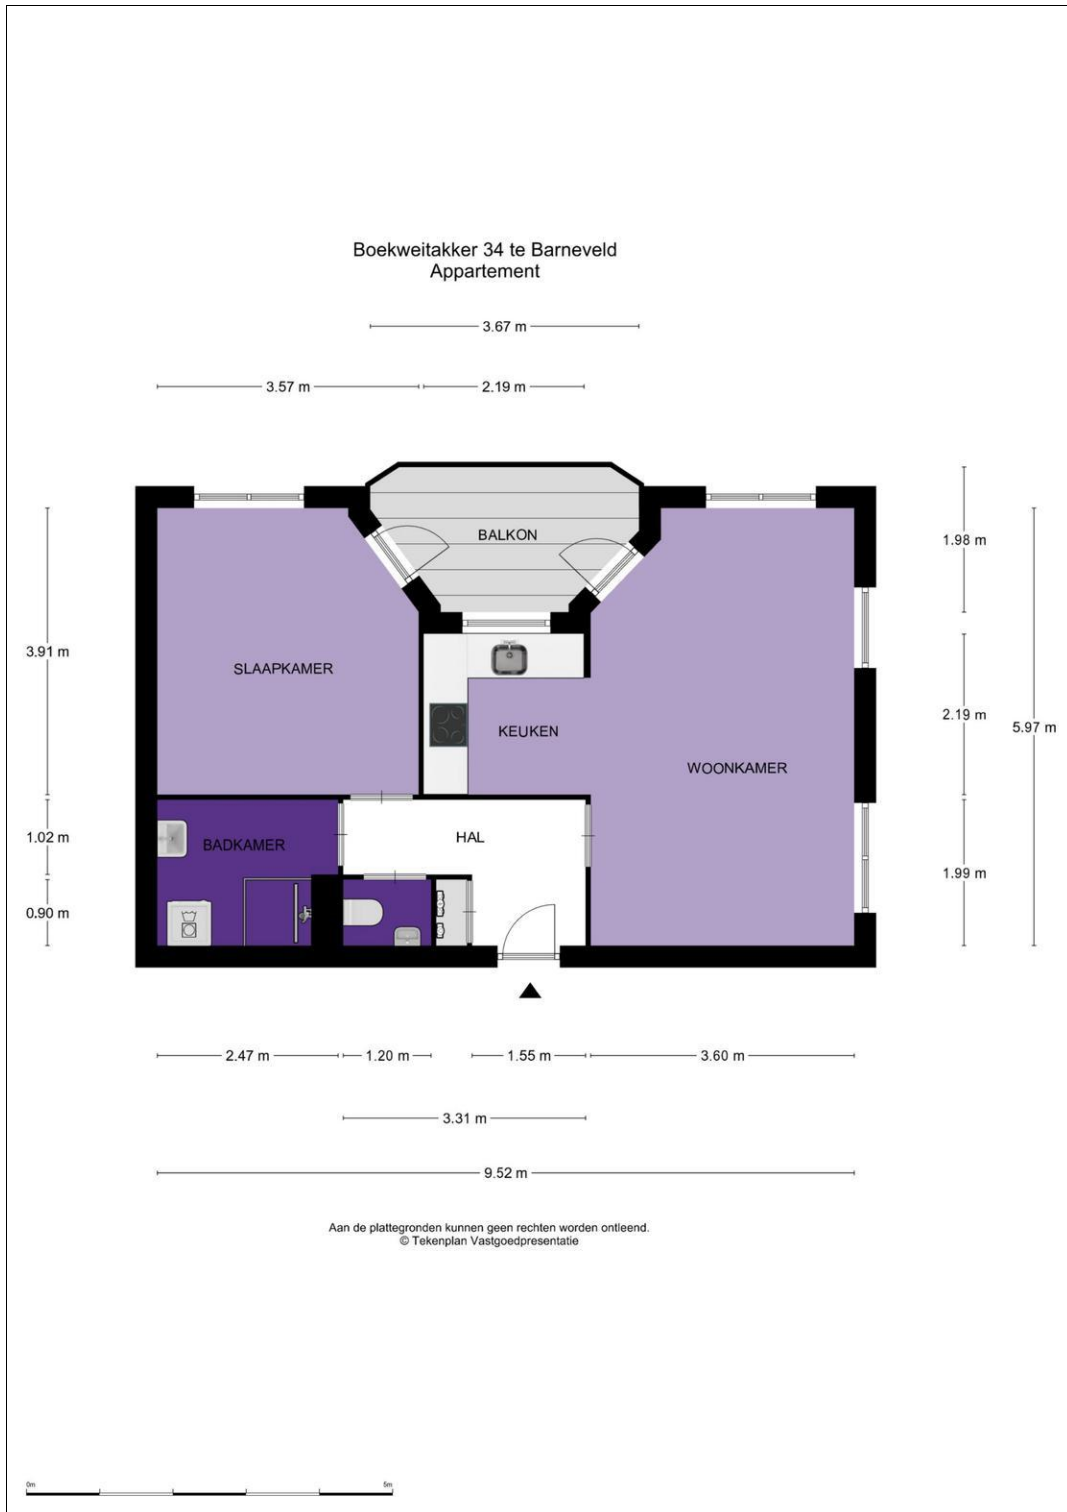 Boekweitakker 34 te Barneveld
Appartement
3.67 m
3.57 m
2.19 m
BALKON
1.98 m
3.91 m
SLAAPKAMER
KEUKEN
2.19 m
5.97 m
WOONKAMER
1.02 m
BADKAMER
HAL
1.99 m
0.90 m
2.47 m
1.20 m
1.55 m
3.60 m
3.31 m
9.52 m
Aan de plattegronden kunnen geen rechten worden ontleend.
© Tekenplan Vastgoedpresentatie
0m
5m